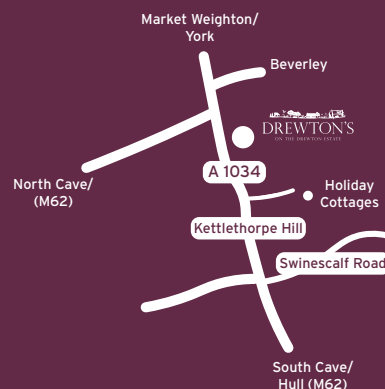 Market Weighton/
York
Beverley
DREWTON'S
ON THE DREWTON ESTATE
A 1034
North Cave/
(M62)
Holiday
Cottages
Kettlethorpe Hill
Swinescalf Road
South Cave/
Hull (M62)